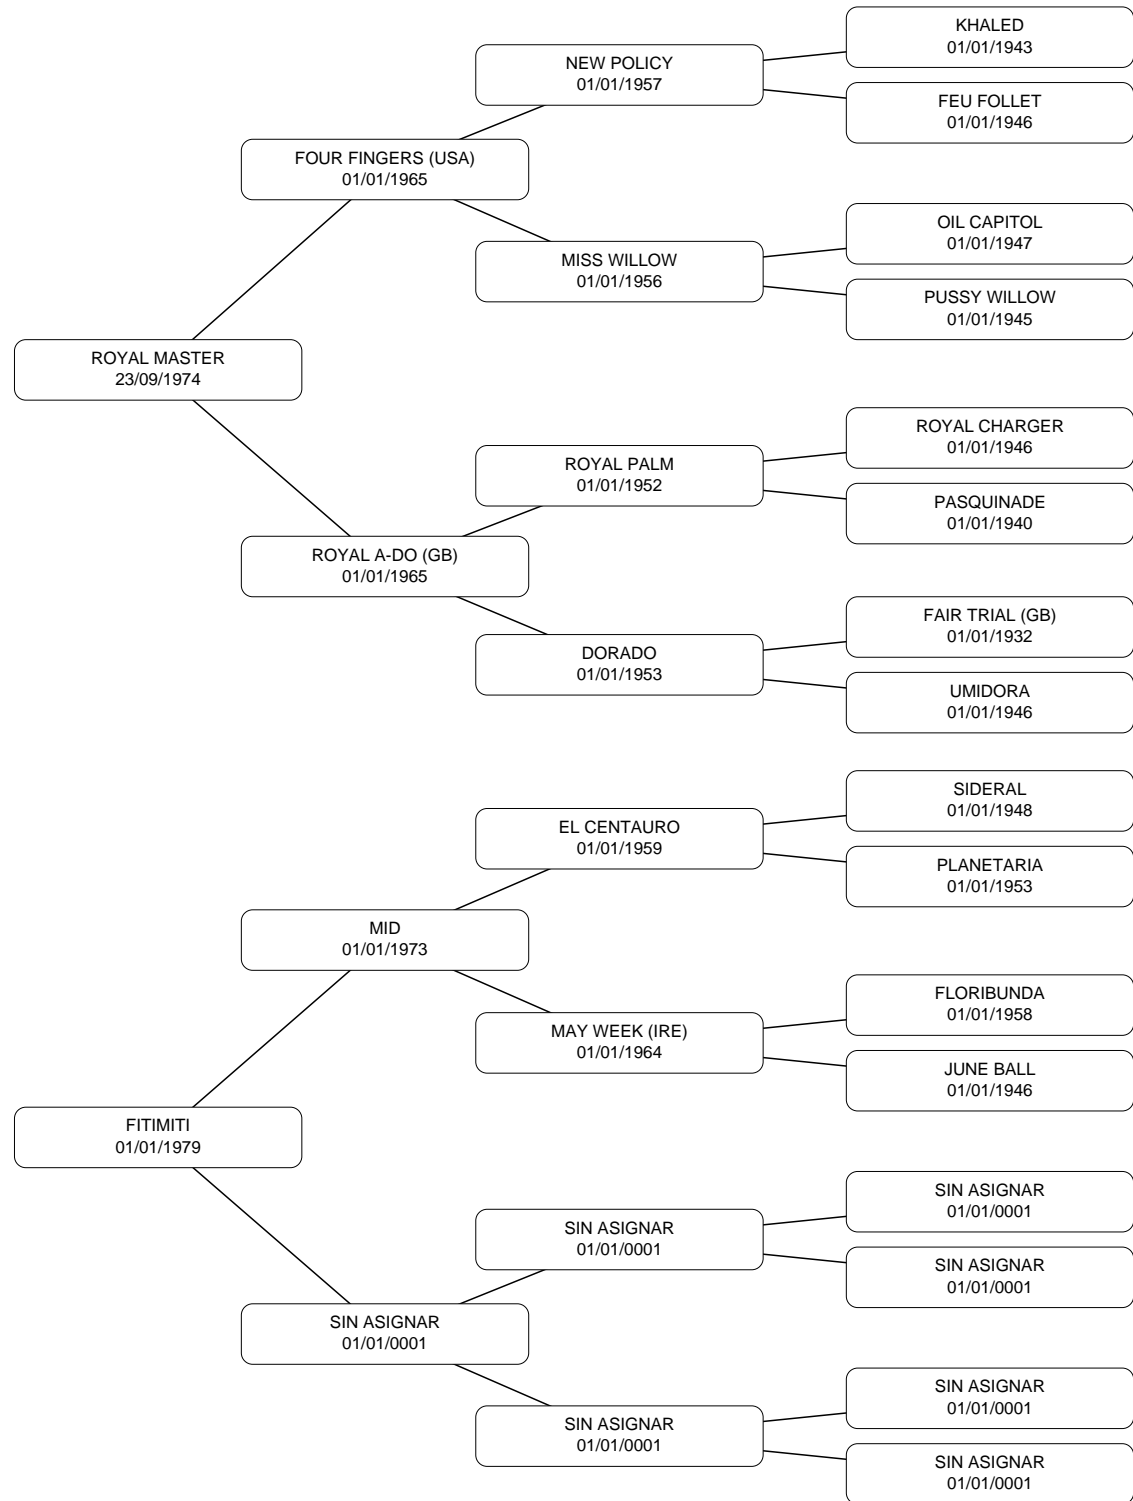 KHALED
01/01/1943
NEW POLICY
01/01/1957
FEU FOLLET
01/01/1946
FOUR FINGERS (USA)
01/01/1965
OIL CAPITOL
01/01/1947
MISS WILLOW
01/01/1956
PUSSY WILLOW
01/01/1945
ROYAL MASTER
23/09/1974
ROYAL CHARGER
01/01/1946
ROYAL PALM
01/01/1952
PASQUINADE
01/01/1940
ROYAL A-DO (GB)
01/01/1965
FAIR TRIAL (GB)
01/01/1932
DORADO
01/01/1953
UMIDORA
01/01/1946
SIDERAL
01/01/1948
EL CENTAURO
01/01/1959
PLANETARIA
01/01/1953
MID
01/01/1973
FLORIBUNDA
01/01/1958
MAY WEEK (IRE)
01/01/1964
JUNE BALL
01/01/1946
FITIMITI
01/01/1979
SIN ASIGNAR
01/01/0001
SIN ASIGNAR
01/01/0001
SIN ASIGNAR
01/01/0001
SIN ASIGNAR
01/01/0001
SIN ASIGNAR
01/01/0001
SIN ASIGNAR
01/01/0001
SIN ASIGNAR
01/01/0001